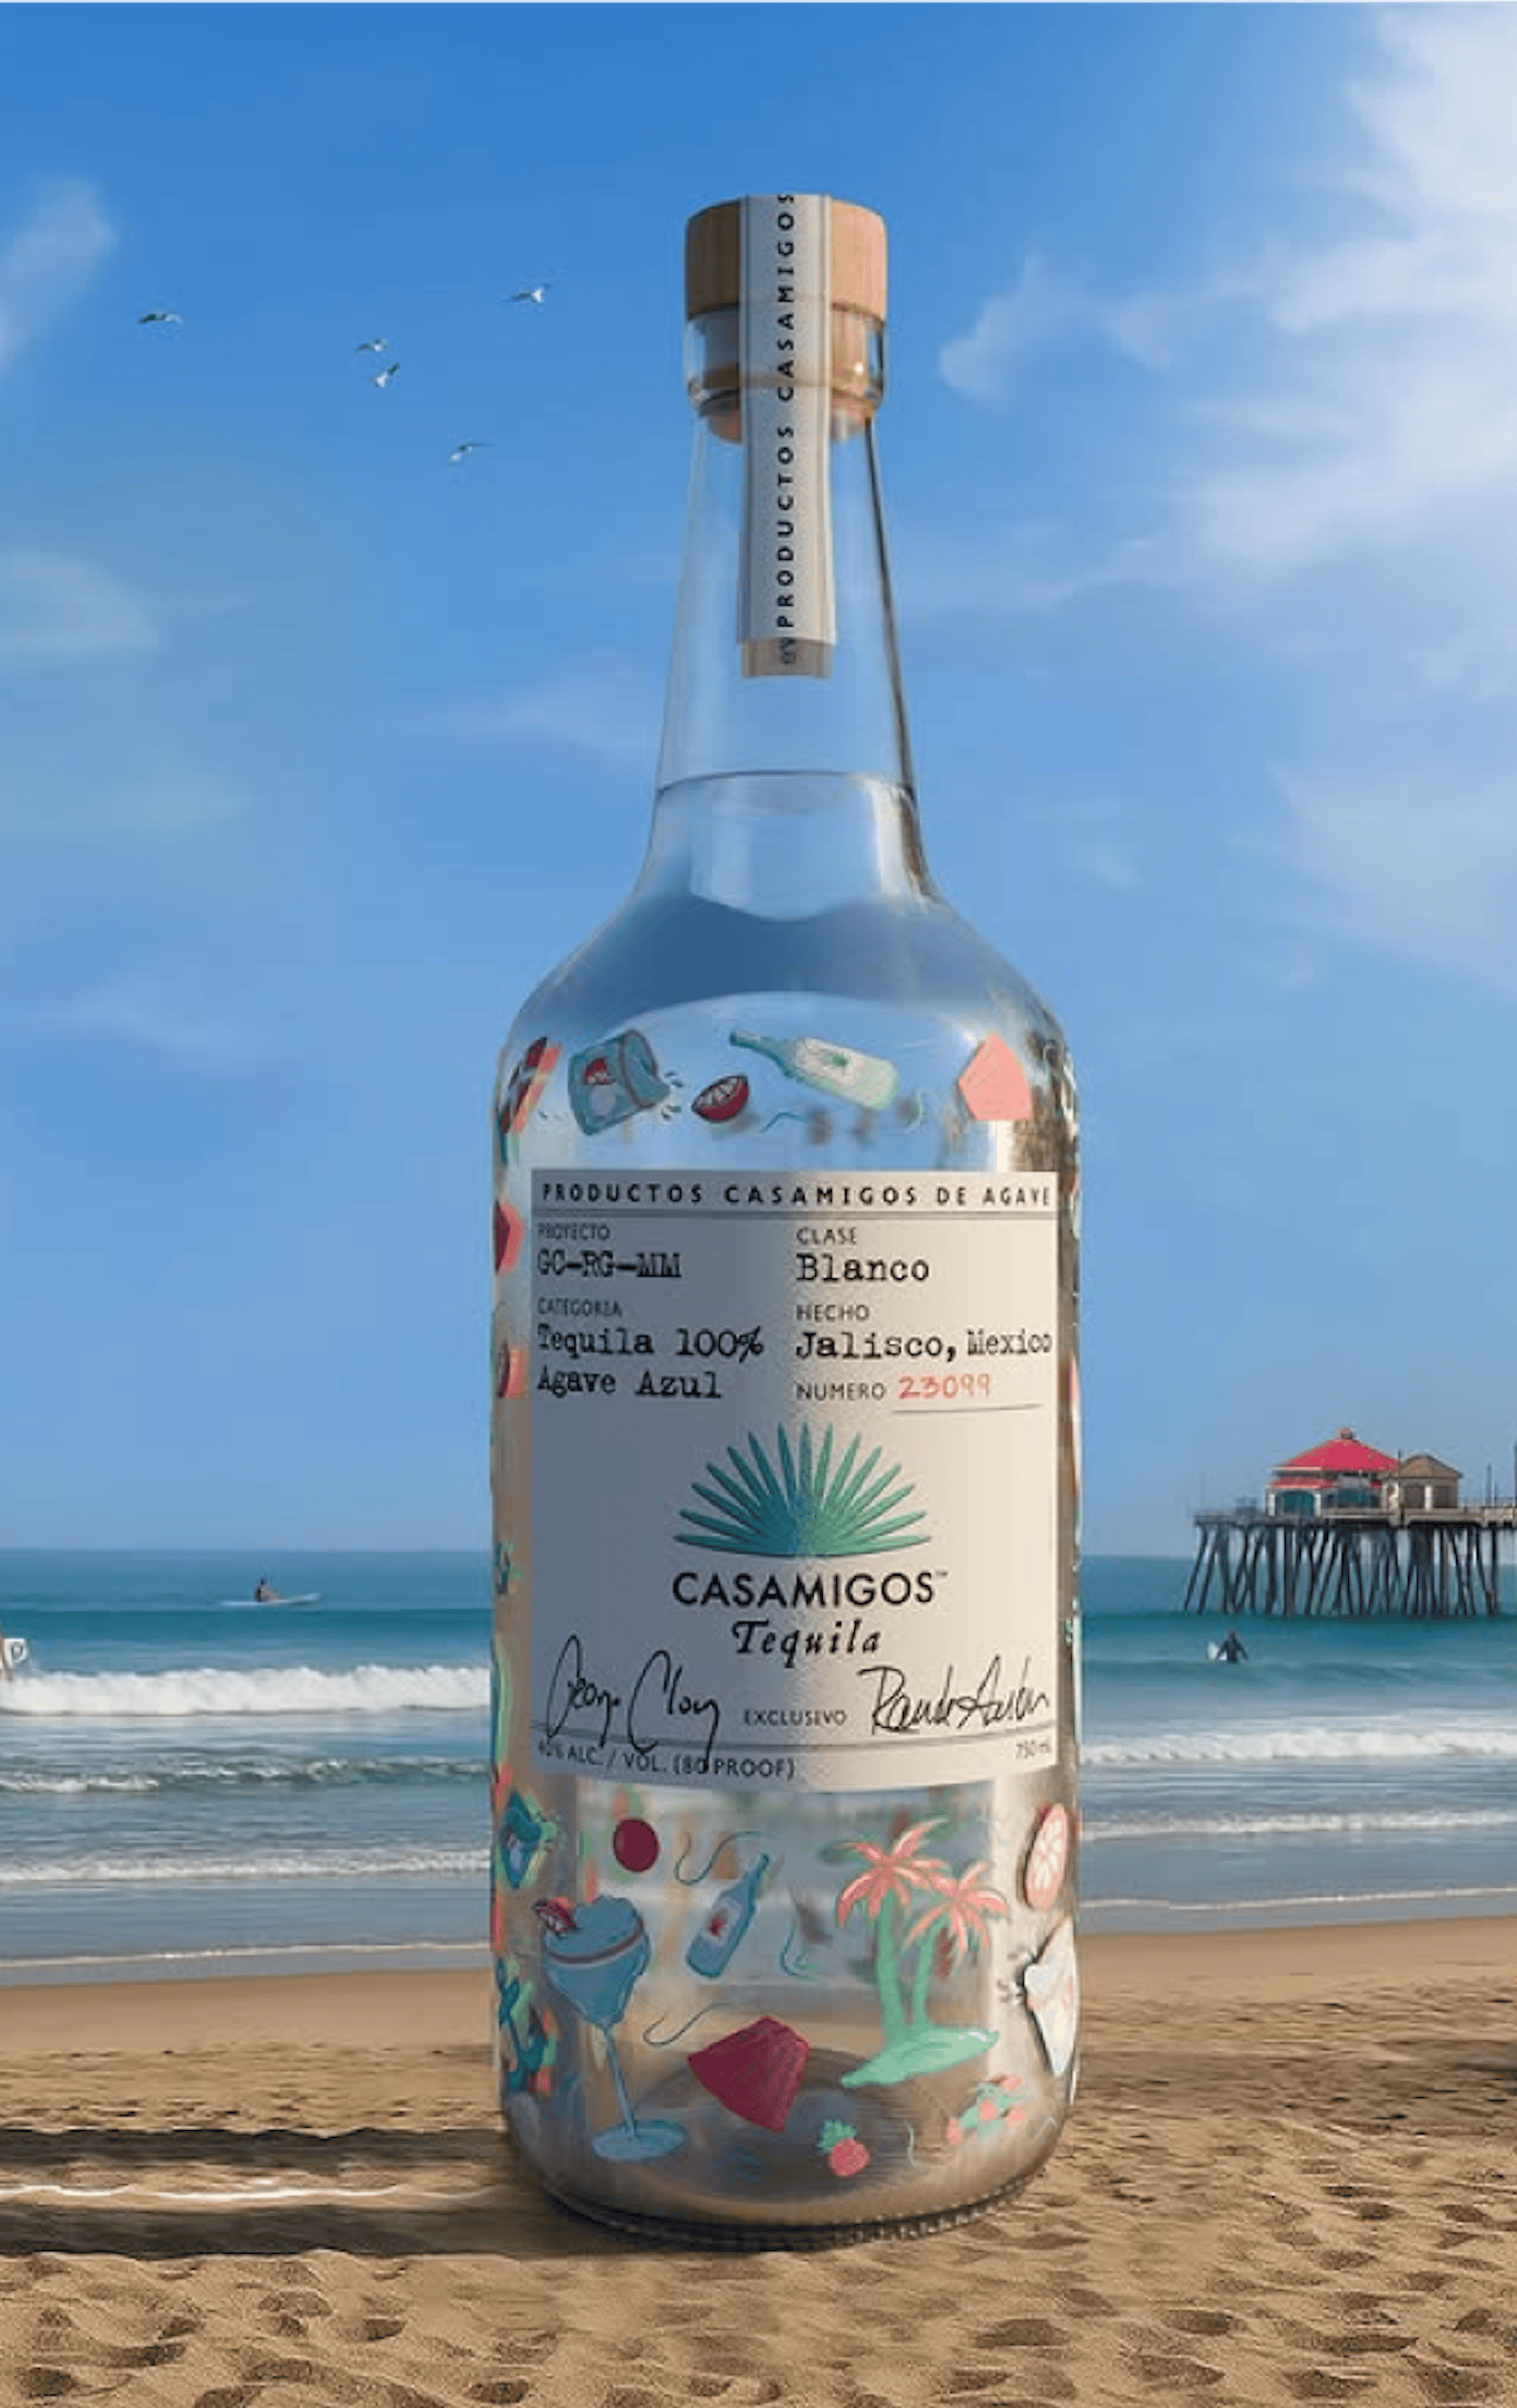 PRODUCTOS CASAMIGOS
PRODUCTOS CASAMIGOS DE AGAVE
PROYECTO
GC-RG-MM
CLASE
Blanco
CATEGORIA
Tequila 100%
Agave Azul
HECHO
Jalisco, Mexico
NUMERO 23099
CASAMIGOS™
Tequila
EXCLUSIVO
40% ALC. / VOL. (80 PROOF)
750 mL
P